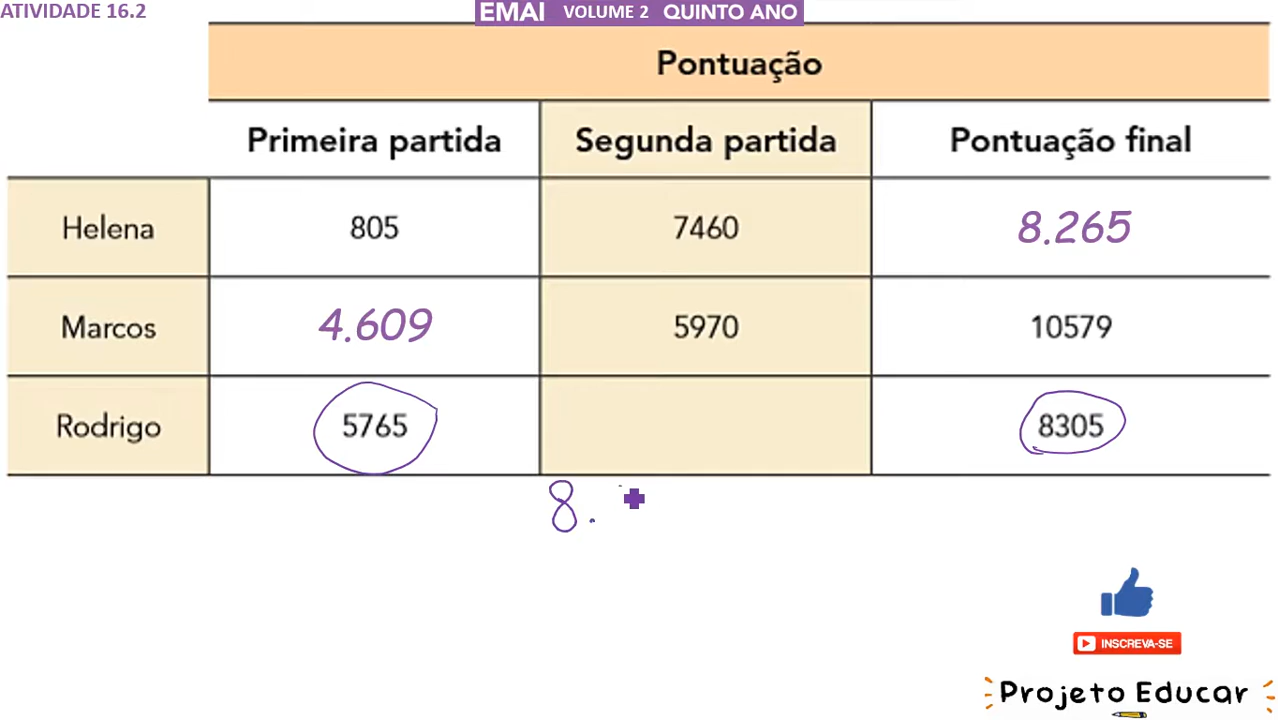 ATIVIDADE 16.2
EMAI VOLUME 2 QUINTO ANO
Pontuação
Primeira partida Segunda partida Pontuação final
Helena 805 7460 8.265
Marcos 4.609 5970 10579
Rodrigo 5765 8305
8.
INSCREVA-SE
Projeto Educar